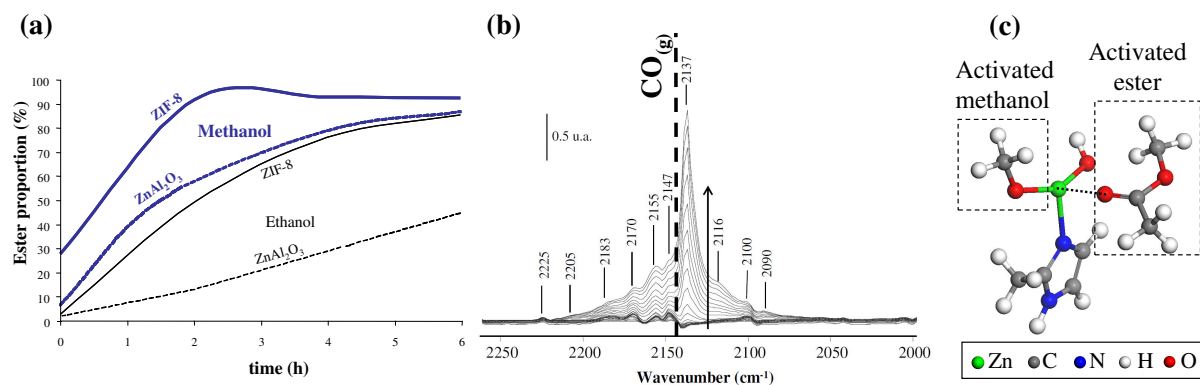 (a)
Ester proportion (%)
100
90
80
70
60
50
40
30
20
10
0
0 1 2 3 4 5 6
time (h)
ZIF-8
Methanol
ZnAl2O3
ZIF-8
Ethanol
ZnAl2O3
(b)
CO(g)
0.5 u.a.
2225
2205
2183
2170
2155
2147
2137
2116
2100
2090
2250 2200 2150 2100 2050 2000
Wavenumber (cm-1)
(c)
Activated
methanol
Activated
ester
Zn C N H O